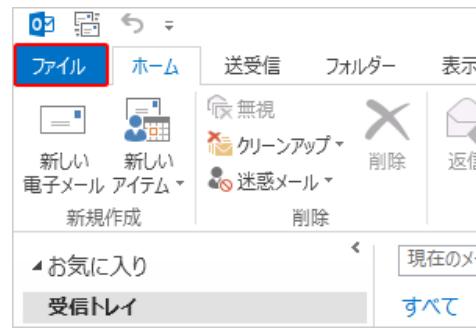 ファイル ホーム 送受信 フォルダー 表示
新しい
電子メール
新しい
アイテム
新規作成
無視
クリーンアップ
迷惑メール
削除
削除
返信
お気に入り
受信トレイ
現在のメ
すべて